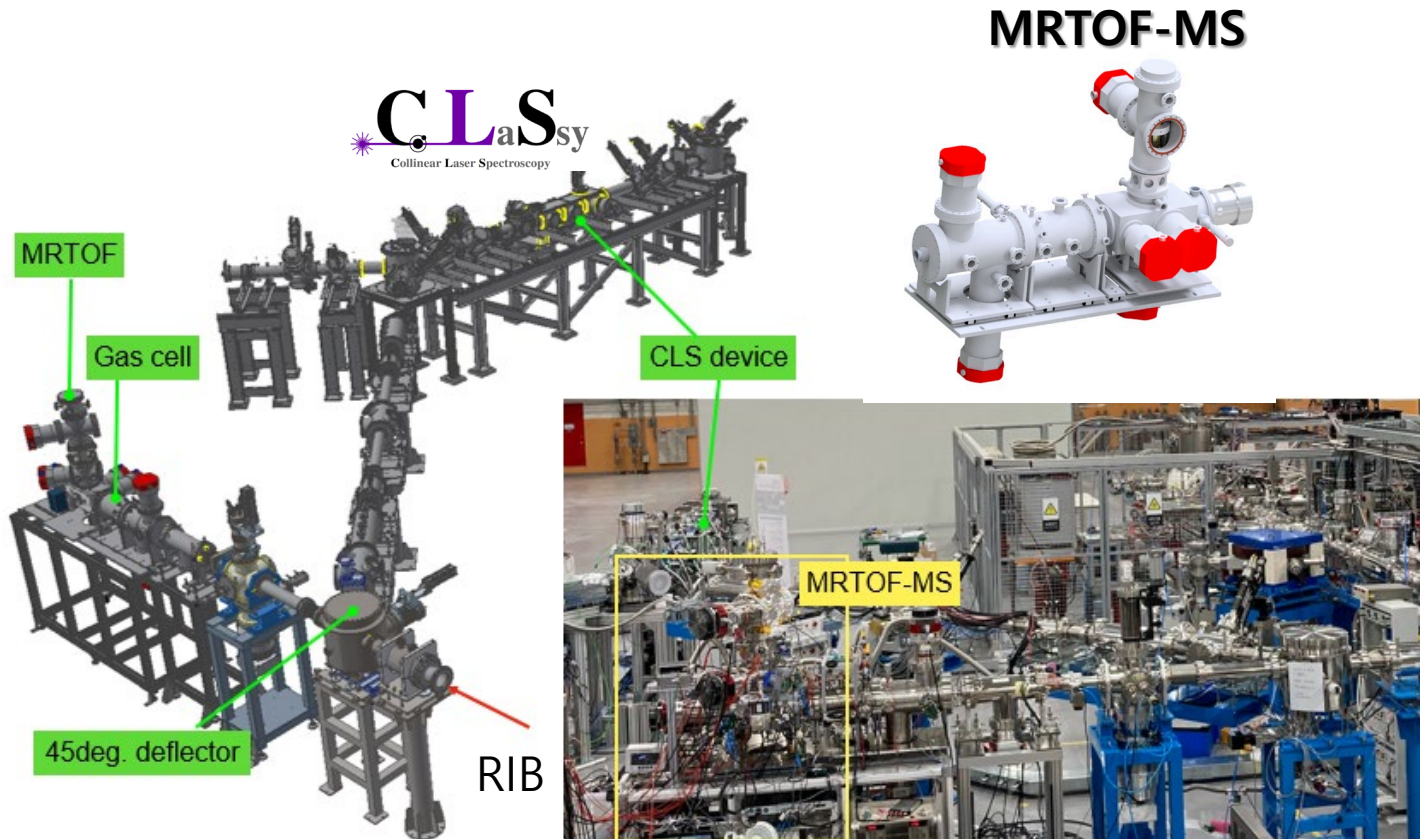 MRTOF-MS
CLaSsy
Collinear Laser Spectroscopy
MRTOF
Gas cell
CLS device
MRTOF-MS
45deg. deflector
RIB